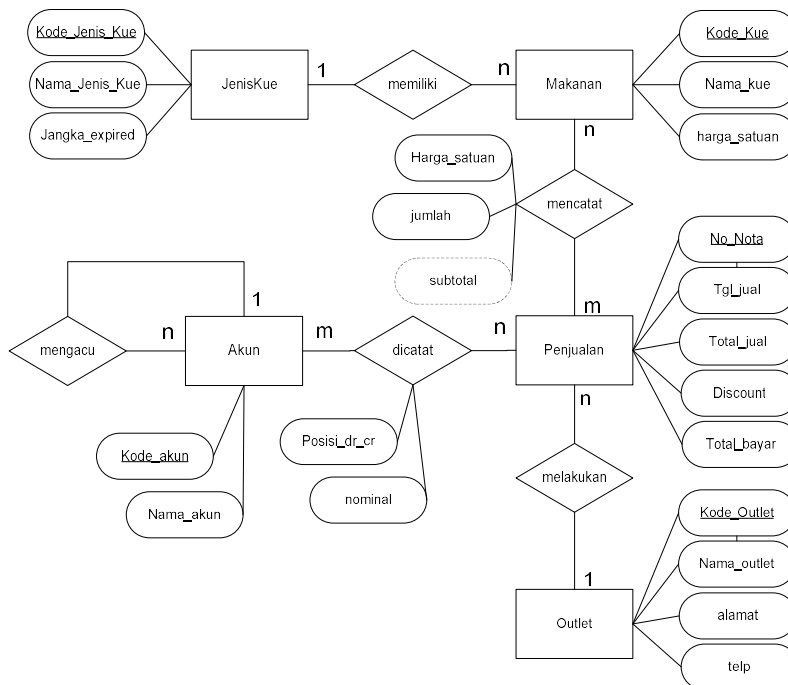 Kode_Jenis_Kue
Nama_Jenis_Kue
Jangka_expired
JenisKue
1
memiliki
n
Makanan
Kode_Kue
Nama_kue
harga_satuan
n
Harga_satuan
jumlah
subtotal
mencatat
m
No_Nota
Tgl_jual
Total_jual
Discount
Total_bayar
mengacu
1
n
Akun
m
dicatat
n
Penjualan
Kode_akun
Nama_akun
Posisi_dr_cr
nominal
n
melakukan
1
Outlet
Kode_Outlet
Nama_outlet
alamat
telp